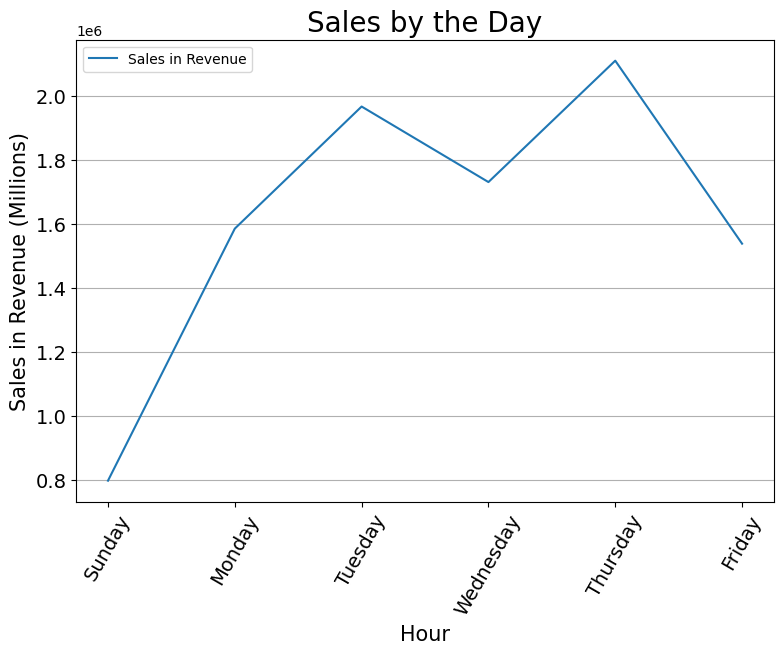 Sales by the Day
1e6
Sales in Revenue
Sales in Revenue (Millions)
2.0
1.8
1.6
1.4
1.2
1.0
0.8
Sunday
Monday
Tuesday
Wednesday
Thursday
Friday
Hour